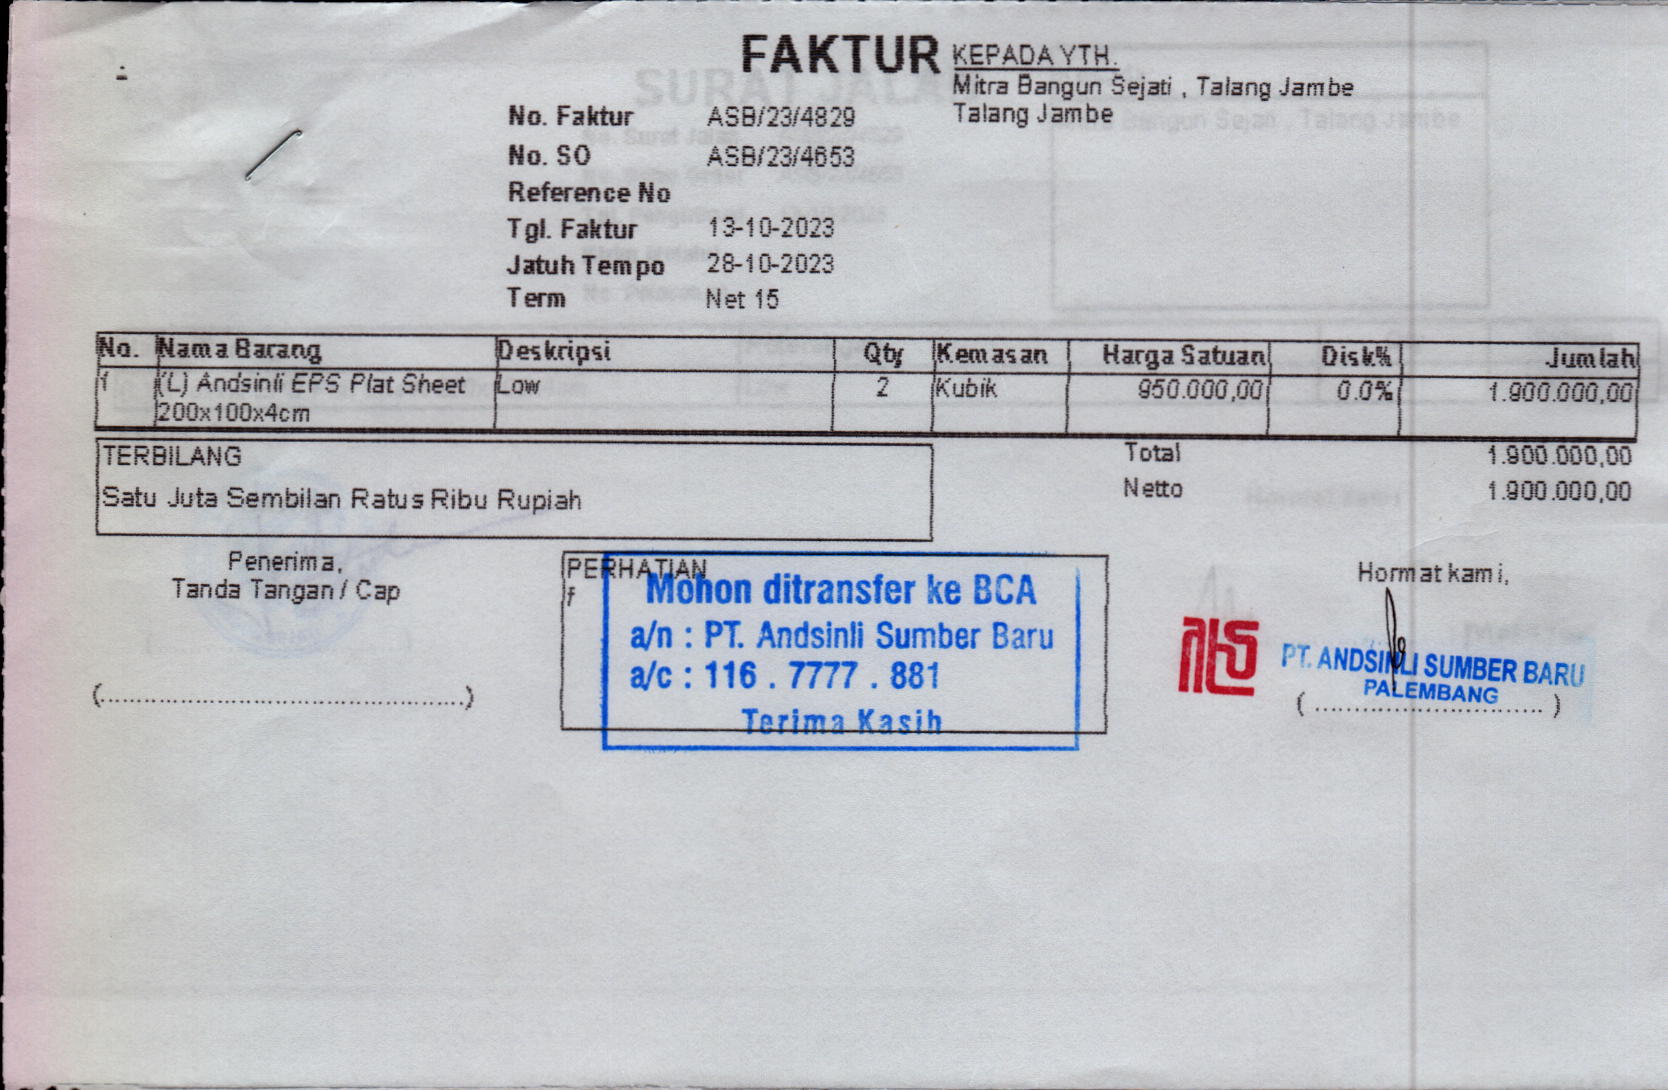 FAKTUR
KEPADA YTH.
Mitra Bangun Sejati , Talang Jambe
Talang Jambe
No. Faktur ASB/23/4829
No. SO ASB/23/4653
Reference No
Tgl. Faktur 13-10-2023
Jatuh Tempo 28-10-2023
Term Net 15
No. Nama Barang Deskripsi Qty Kemasan Harga Satuan Disk% Jumlah
1 (L) Andsinli EPS Plat Sheet Low 2 Kubik 950.000,00 0.0% 1.900.000,00
200x100x4cm
TERBILANG
Satu Juta Sembilan Ratus Ribu Rupiah
Total 1.900.000,00
Netto 1.900.000,00
Penerima,
Tanda Tangan / Cap
(............................................)
PERHATIAN
f
Mohon ditransfer ke BCA
a/n : PT. Andsinli Sumber Baru
a/c : 116 . 7777 . 881
Terima Kasih
Hormat kami,
PT. ANDSINLI SUMBER BARU
PALEMBANG
(............................)